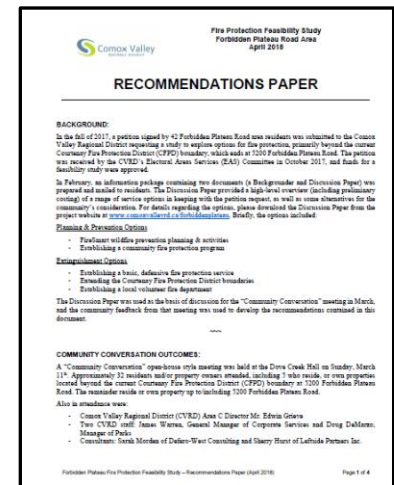 Comox Valley
Fire Protection Feasibility Study
Forbidden Plateau Road Area
April 2018
RECOMMENDATIONS PAPER
BACKGROUND:
In the fall of 2017, a petition signed by 42 Forbidden Plateau Road area residents was submitted to the Comox
Valley Regional District requesting a study to explore options for fire protection, primarily beyond the current
Courtenay Fire Protection District (CFPD) boundary, which ends at 5200 Forbidden Plateau Road. The petition
was received by the CVRD's Electoral Areas Services (EAS) Committee in October 2017, and funds for a
feasibility study were approved.
In February, an information package containing two documents (a Backgrounder and Discussion Paper) was
prepared and mailed to residents. The Discussion Paper provided a high-level overview (including preliminary
costing) of a range of service options in keeping with the petition request, as well as some alternatives for the
community's consideration. For details regarding the options, please download the Discussion Paper from the
project website at www.comoxvalleyrd.ca/forbiddenplateau. Briefly, the options included:
Planning & Prevention Options
- FireSmart wildfire prevention planning & activities
- Establishing a community fire protection program
Extinguishment Options
- Establishing a basic, defensive fire protection service
- Extending the Courtenay Fire Protection District boundaries
- Establishing a local volunteer fire department
The Discussion Paper was used as the basis of discussion for the "Community Conversation" meeting in March,
and the community feedback from that meeting was used to develop the recommendations contained in this
document.
COMMUNITY CONVERSATION OUTCOMES:
A "Community Conversation" open-house style meeting was held at the Dove Creek Hall on Sunday, March
11th. Approximately 32 residents and/or property owners attended, including 5 who reside, or own properties
located beyond the current Courtenay Fire Protection District (CFPD) boundary at 5200 Forbidden Plateau
Road. The remainder reside or own property up to/including 5200 Forbidden Plateau Road.
Also in attendance were:
- Comox Valley Regional District (CVRD) Area C Director Mr. Edwin Grieve
- Two CVRD staff: James Warren, General Manager of Corporate Services and Doug DeMarzo,
Manager of Parks
- Consultants: Sarah Morden of Defero-West Consulting and Sherry Hurst of Leftside Partners Inc.
Forbidden Plateau Fire Protection Feasibility Study – Recommendations Paper (April 2018)
Page 1 of 4